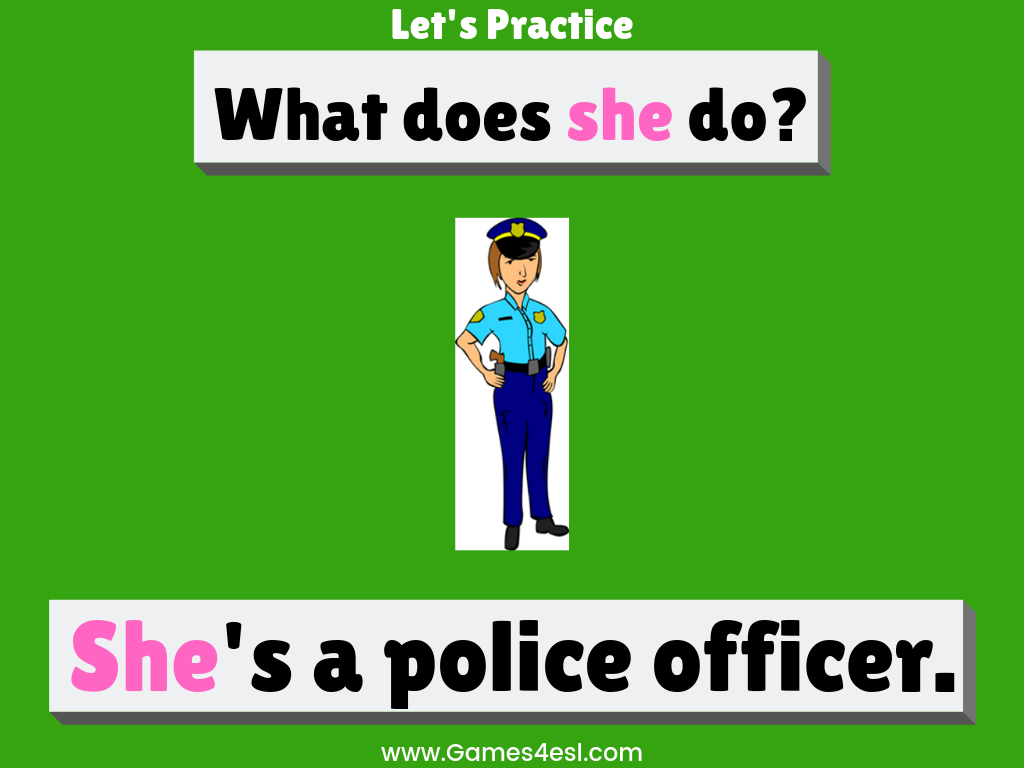 Let's Practice
What does she do?
She's a police officer.
www.Games4esl.com